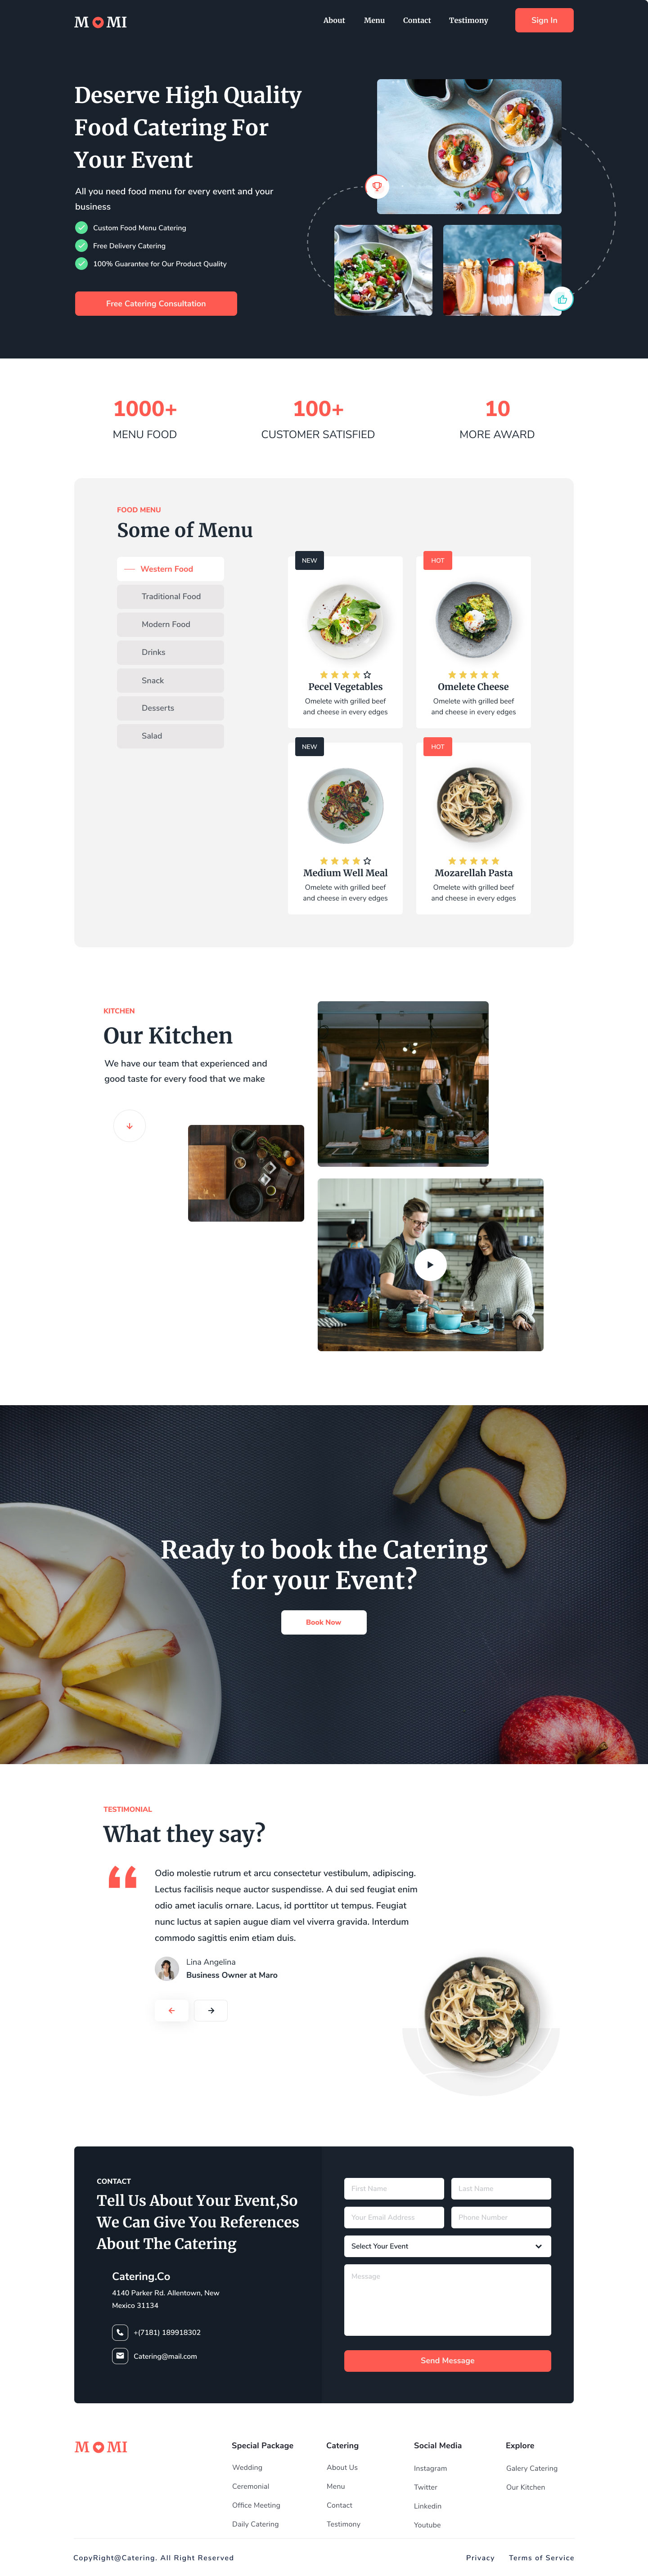 M MI
About Menu Contact Testimony Sign In
Deserve High Quality
Food Catering For
Your Event
All you need food menu for every event and your
business
Custom Food Menu Catering
Free Delivery Catering
100% Guarantee for Our Product Quality
Free Catering Consultation
1000+
MENU FOOD
100+
CUSTOMER SATISFIED
10
MORE AWARD
FOOD MENU
Some of Menu
Western Food
Traditional Food
Modern Food
Drinks
Snack
Desserts
Salad
NEW
Pecel Vegetables
Omelete with grilled beef
and cheese in every edges
HOT
Omelete Cheese
Omelete with grilled beef
and cheese in every edges
NEW
Medium Well Meal
Omelete with grilled beef
and cheese in every edges
HOT
Mozarellah Pasta
Omelete with grilled beef
and cheese in every edges
KITCHEN
Our Kitchen
We have our team that experienced and
good taste for every food that we make
Ready to book the Catering
for your Event?
Book Now
TESTIMONIAL
What they say?
Odio molestie rutrum et arcu consectetur vestibulum, adipiscing.
Lectus facilisis neque auctor suspendisse. A dui sed feugiat enim
odio amet iaculis ornare. Lacus, id porttitor ut tempus. Feugiat
nunc luctus at sapien augue diam vel viverra gravida. Interdum
commodo sagittis enim etiam duis.
Lina Angelina
Business Owner at Maro
CONTACT
Tell Us About Your Event,So
We Can Give You References
About The Catering
Catering.Co
4140 Parker Rd. Allentown, New
Mexico 31134
+(7181) 189918302
Catering@mail.com
First Name
Last Name
Your Email Address
Phone Number
Select Your Event
Message
Send Message
M MI
Special Package
Wedding
Ceremonial
Office Meeting
Daily Catering
Catering
About Us
Menu
Contact
Testimony
Social Media
Instagram
Twitter
Linkedin
Youtube
Explore
Galery Catering
Our Kitchen
CopyRight@Catering. All Right Reserved
Privacy Terms of Service